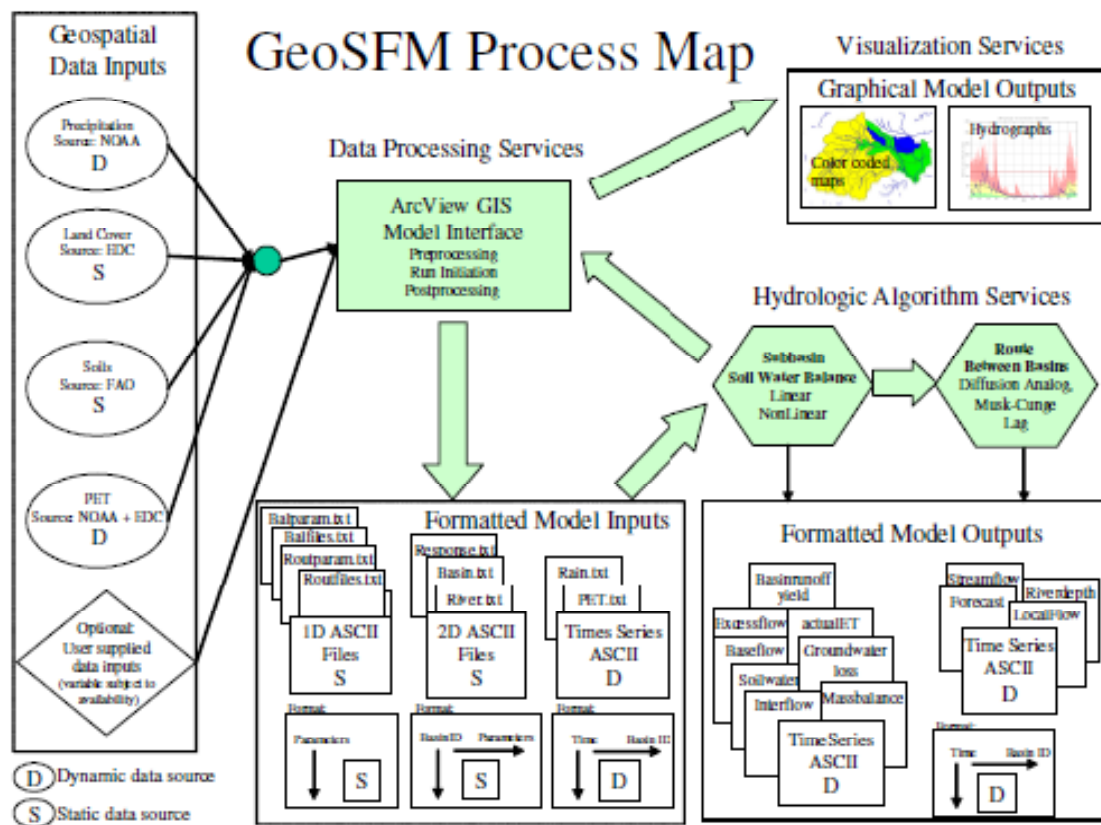 GeoSFM Process Map
Geospatial
Data Inputs
Precipitation
Source: NOAA
D
Land Cover
Source: EDC
S
Soils
Source: FAO
S
PET
Source: NOAA + EDC
D
Optional:
User supplied
data inputs
(variable subject to
availability)
D Dynamic data source
S Static data source
Data Processing Services
ArcView GIS
Model Interface
Preprocessing
Run Initiation
Postprocessing
Visualization Services
Graphical Model Outputs
Color coded
maps
Hydrographs
Hydrologic Algorithm Services
Subbasin
Soil Water Balance
Linear
NonLinear
Route
Between Basins
Diffusion Analog,
Musk-Cunge
Lag
Formatted Model Inputs
Balparam.txt
Balfiles.txt
Routparam.txt
Routfiles.txt
1D ASCII
Files
S
Response.txt
Basin.txt
River.txt
2D ASCII
Files
S
Rain.txt
PET.txt
Times Series
ASCII
D
Format:
Parameters
S
Format:
BasinID
Parameters
S
Format:
Time
Basin ID
D
Formatted Model Outputs
Basinrunoff
yield
Excessflow
actualET
Baseflow
Groundwater
loss
Soilwater
Interflow
Massbalance
TimeSeries
ASCII
D
Streamflow
Riverdepth
Forecast
LocalFlow
Time Series
ASCII
D
Format:
Time
Basin ID
D